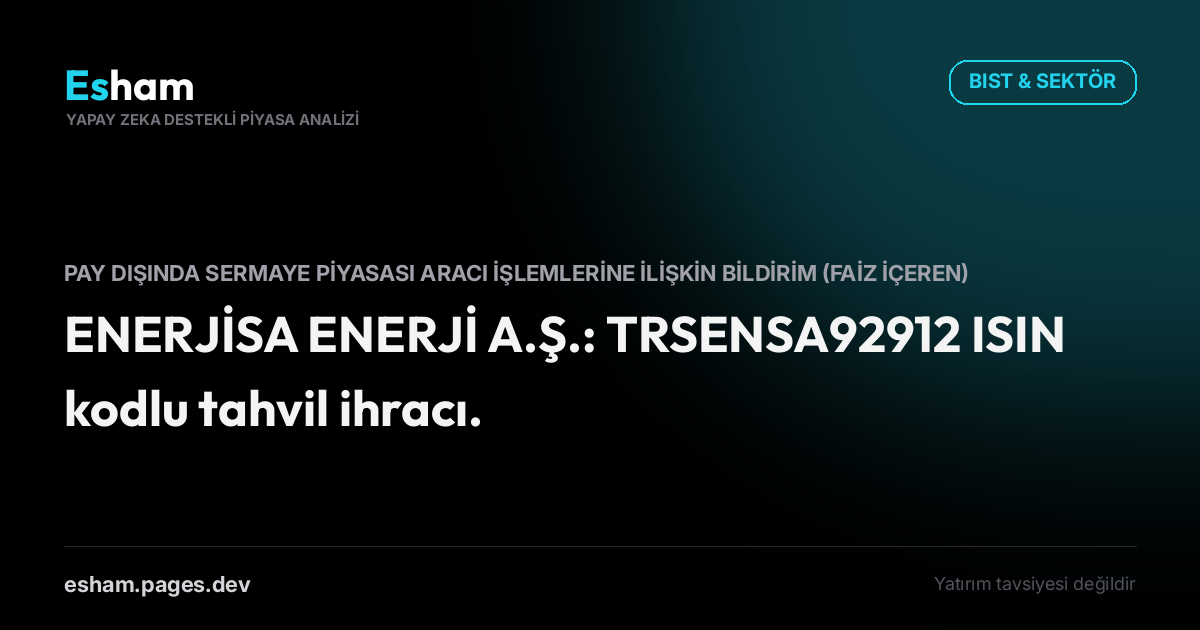 Esham
YAPAY ZEKA DESTEKLİ PİYASA ANALİZİ
BIST & SEKTÖR
PAY DIŞINDA SERMAYE PİYASASI ARACI İŞLEMLERİNE İLİŞKİN BİLDİRİM (FAİZ İÇEREN)
ENERJİSA ENERJİ A.Ş.: TRSENSA92912 ISIN
kodlu tahvil ihracı.
esham.pages.dev
Yatırım tavsiyesi değildir